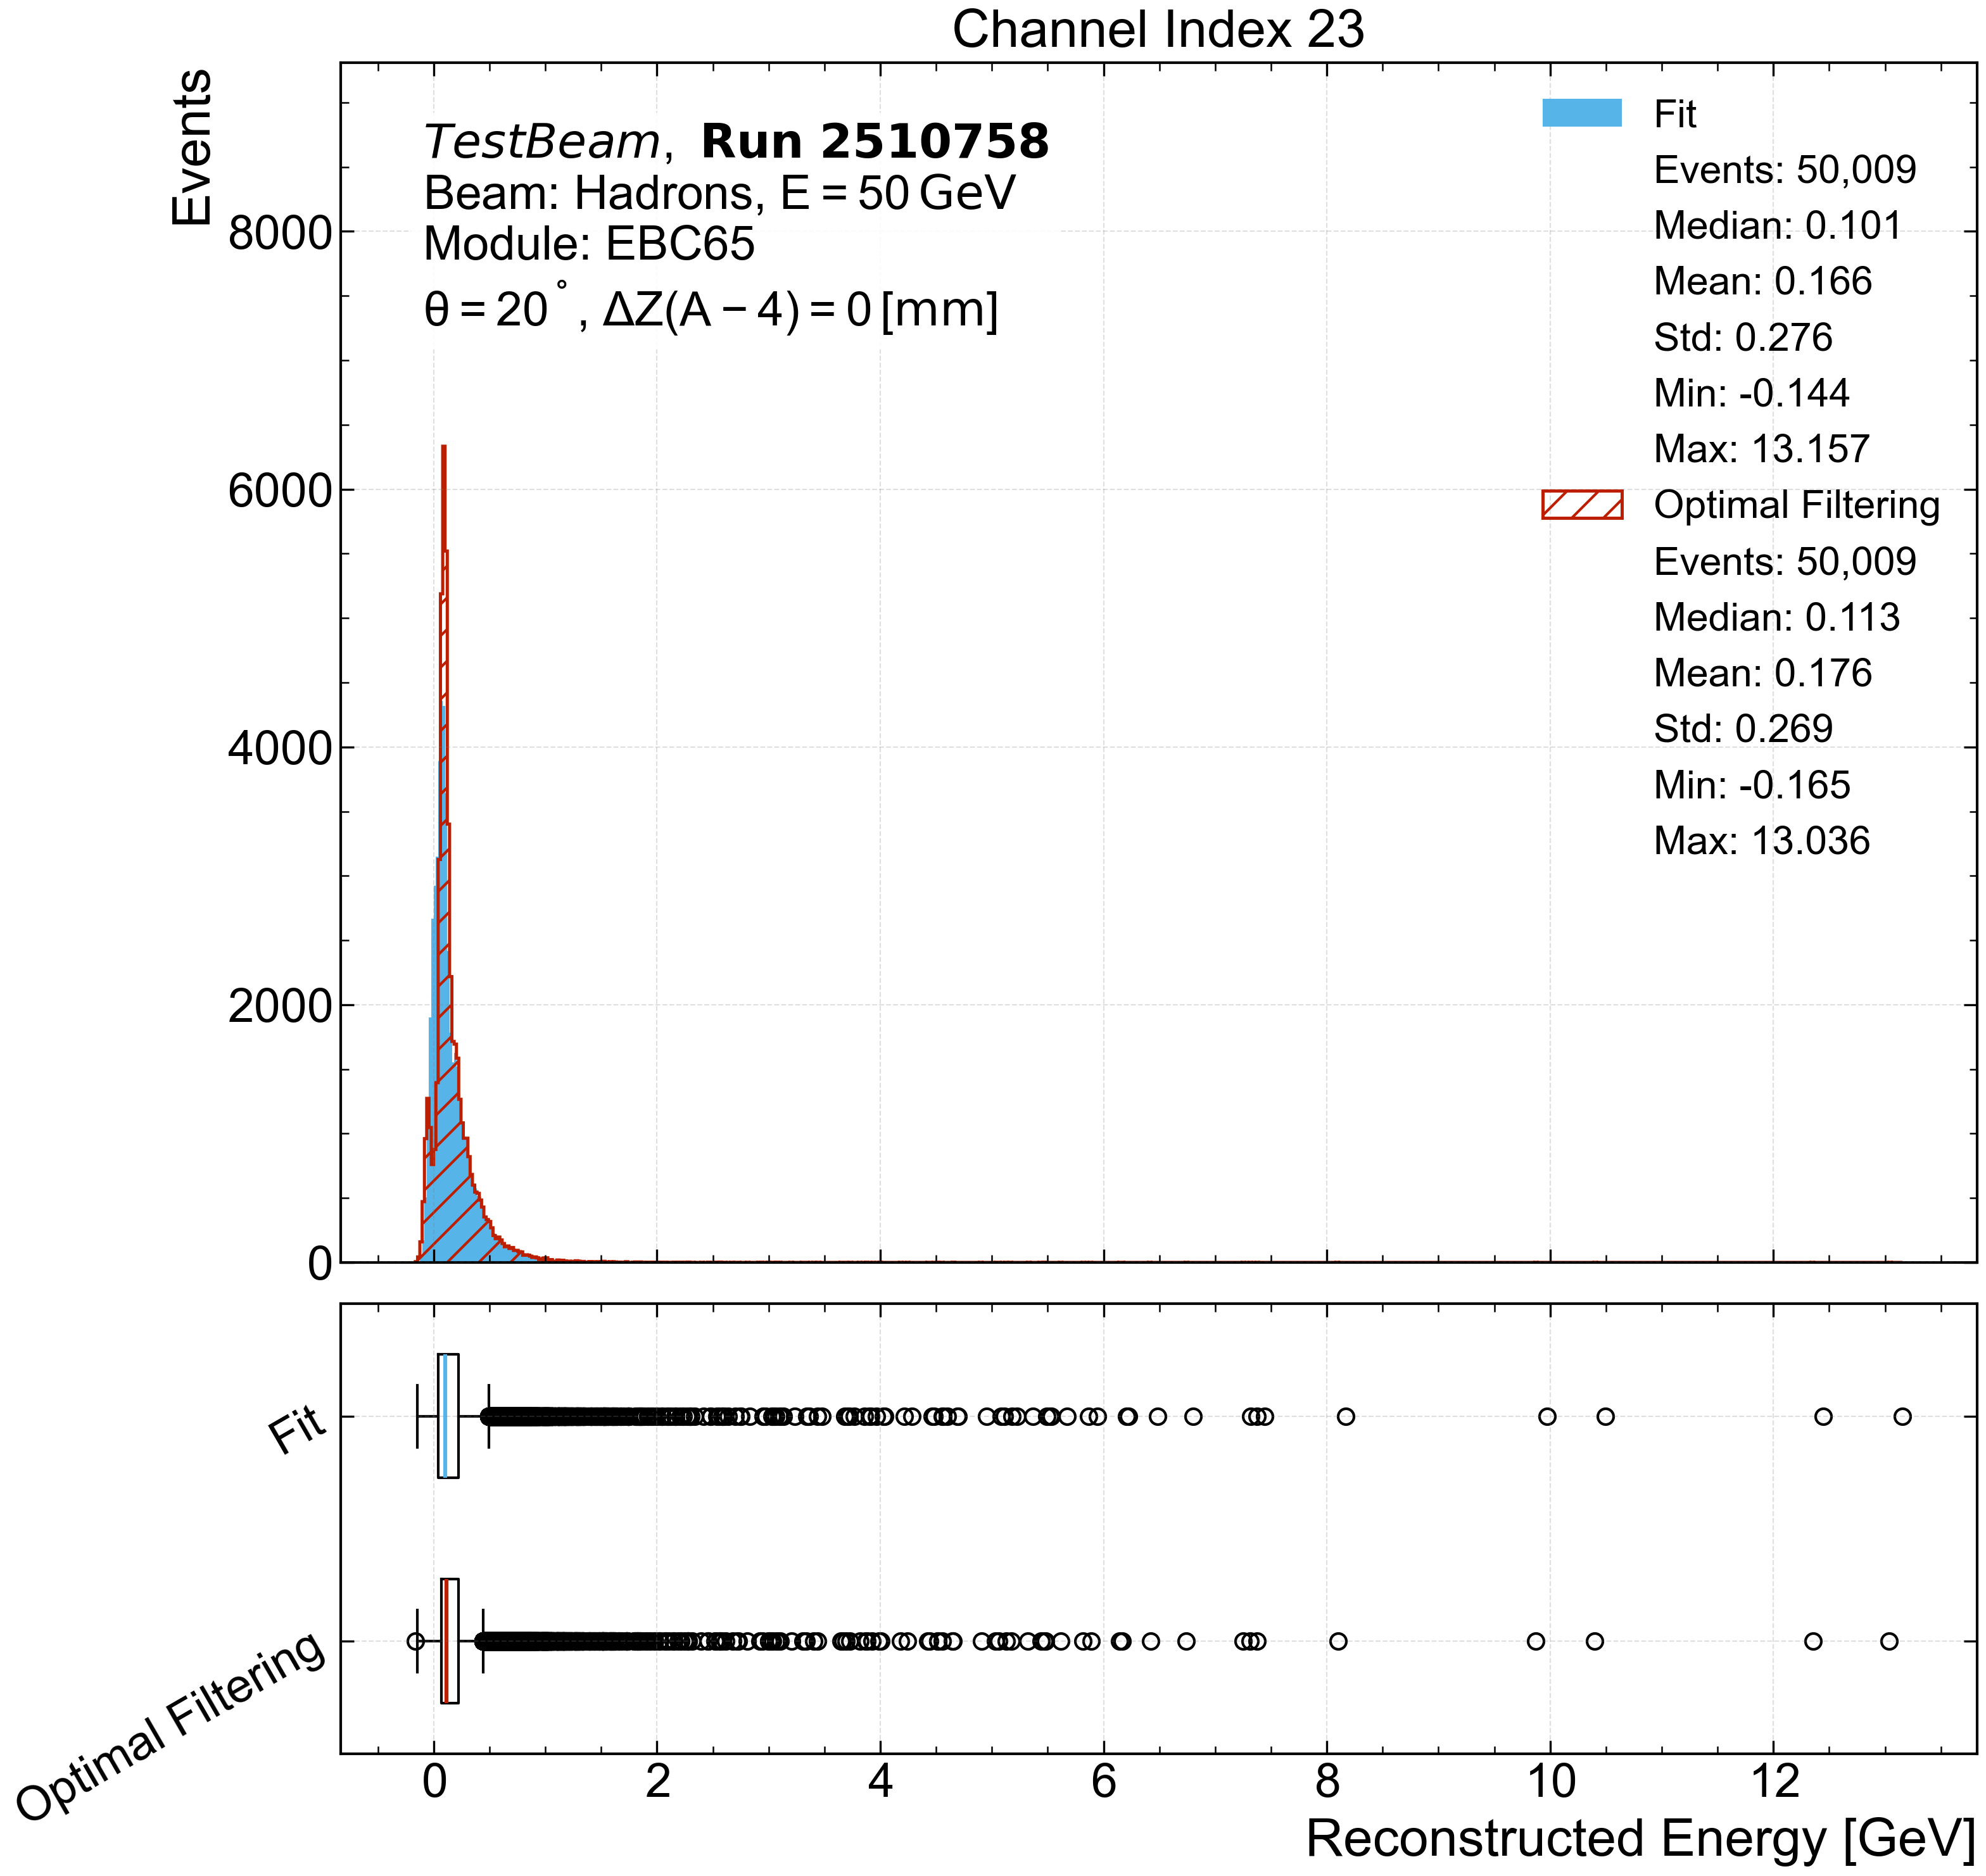 Channel Index 23
Events
TestBeam, Run 2510758
Beam: Hadrons, E = 50 GeV
Module: EBC65
θ = 20°, ΔZ(A − 4) = 0 [mm]
Fit
Events: 50,009
Median: 0.101
Mean: 0.166
Std: 0.276
Min: -0.144
Max: 13.157
Optimal Filtering
Events: 50,009
Median: 0.113
Mean: 0.176
Std: 0.269
Min: -0.165
Max: 13.036
8000
6000
4000
2000
0
Fit
Optimal Filtering
0 2 4 6 8 10 12
Reconstructed Energy [GeV]